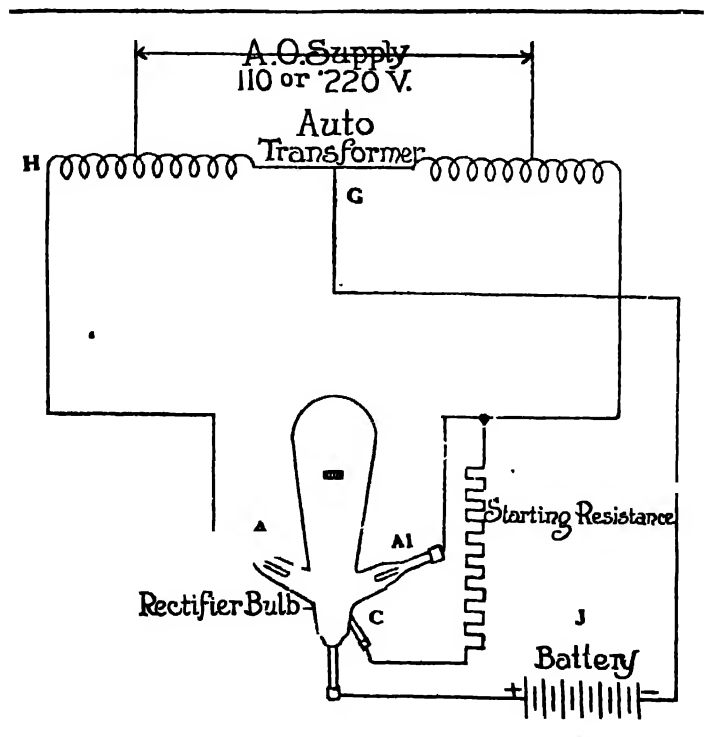 A.O.Supply
110 or 220 V.
Auto
Transformer
H
G
A
A1
Starting Resistance
Rectifier Bulb
C
J
Battery
+ −